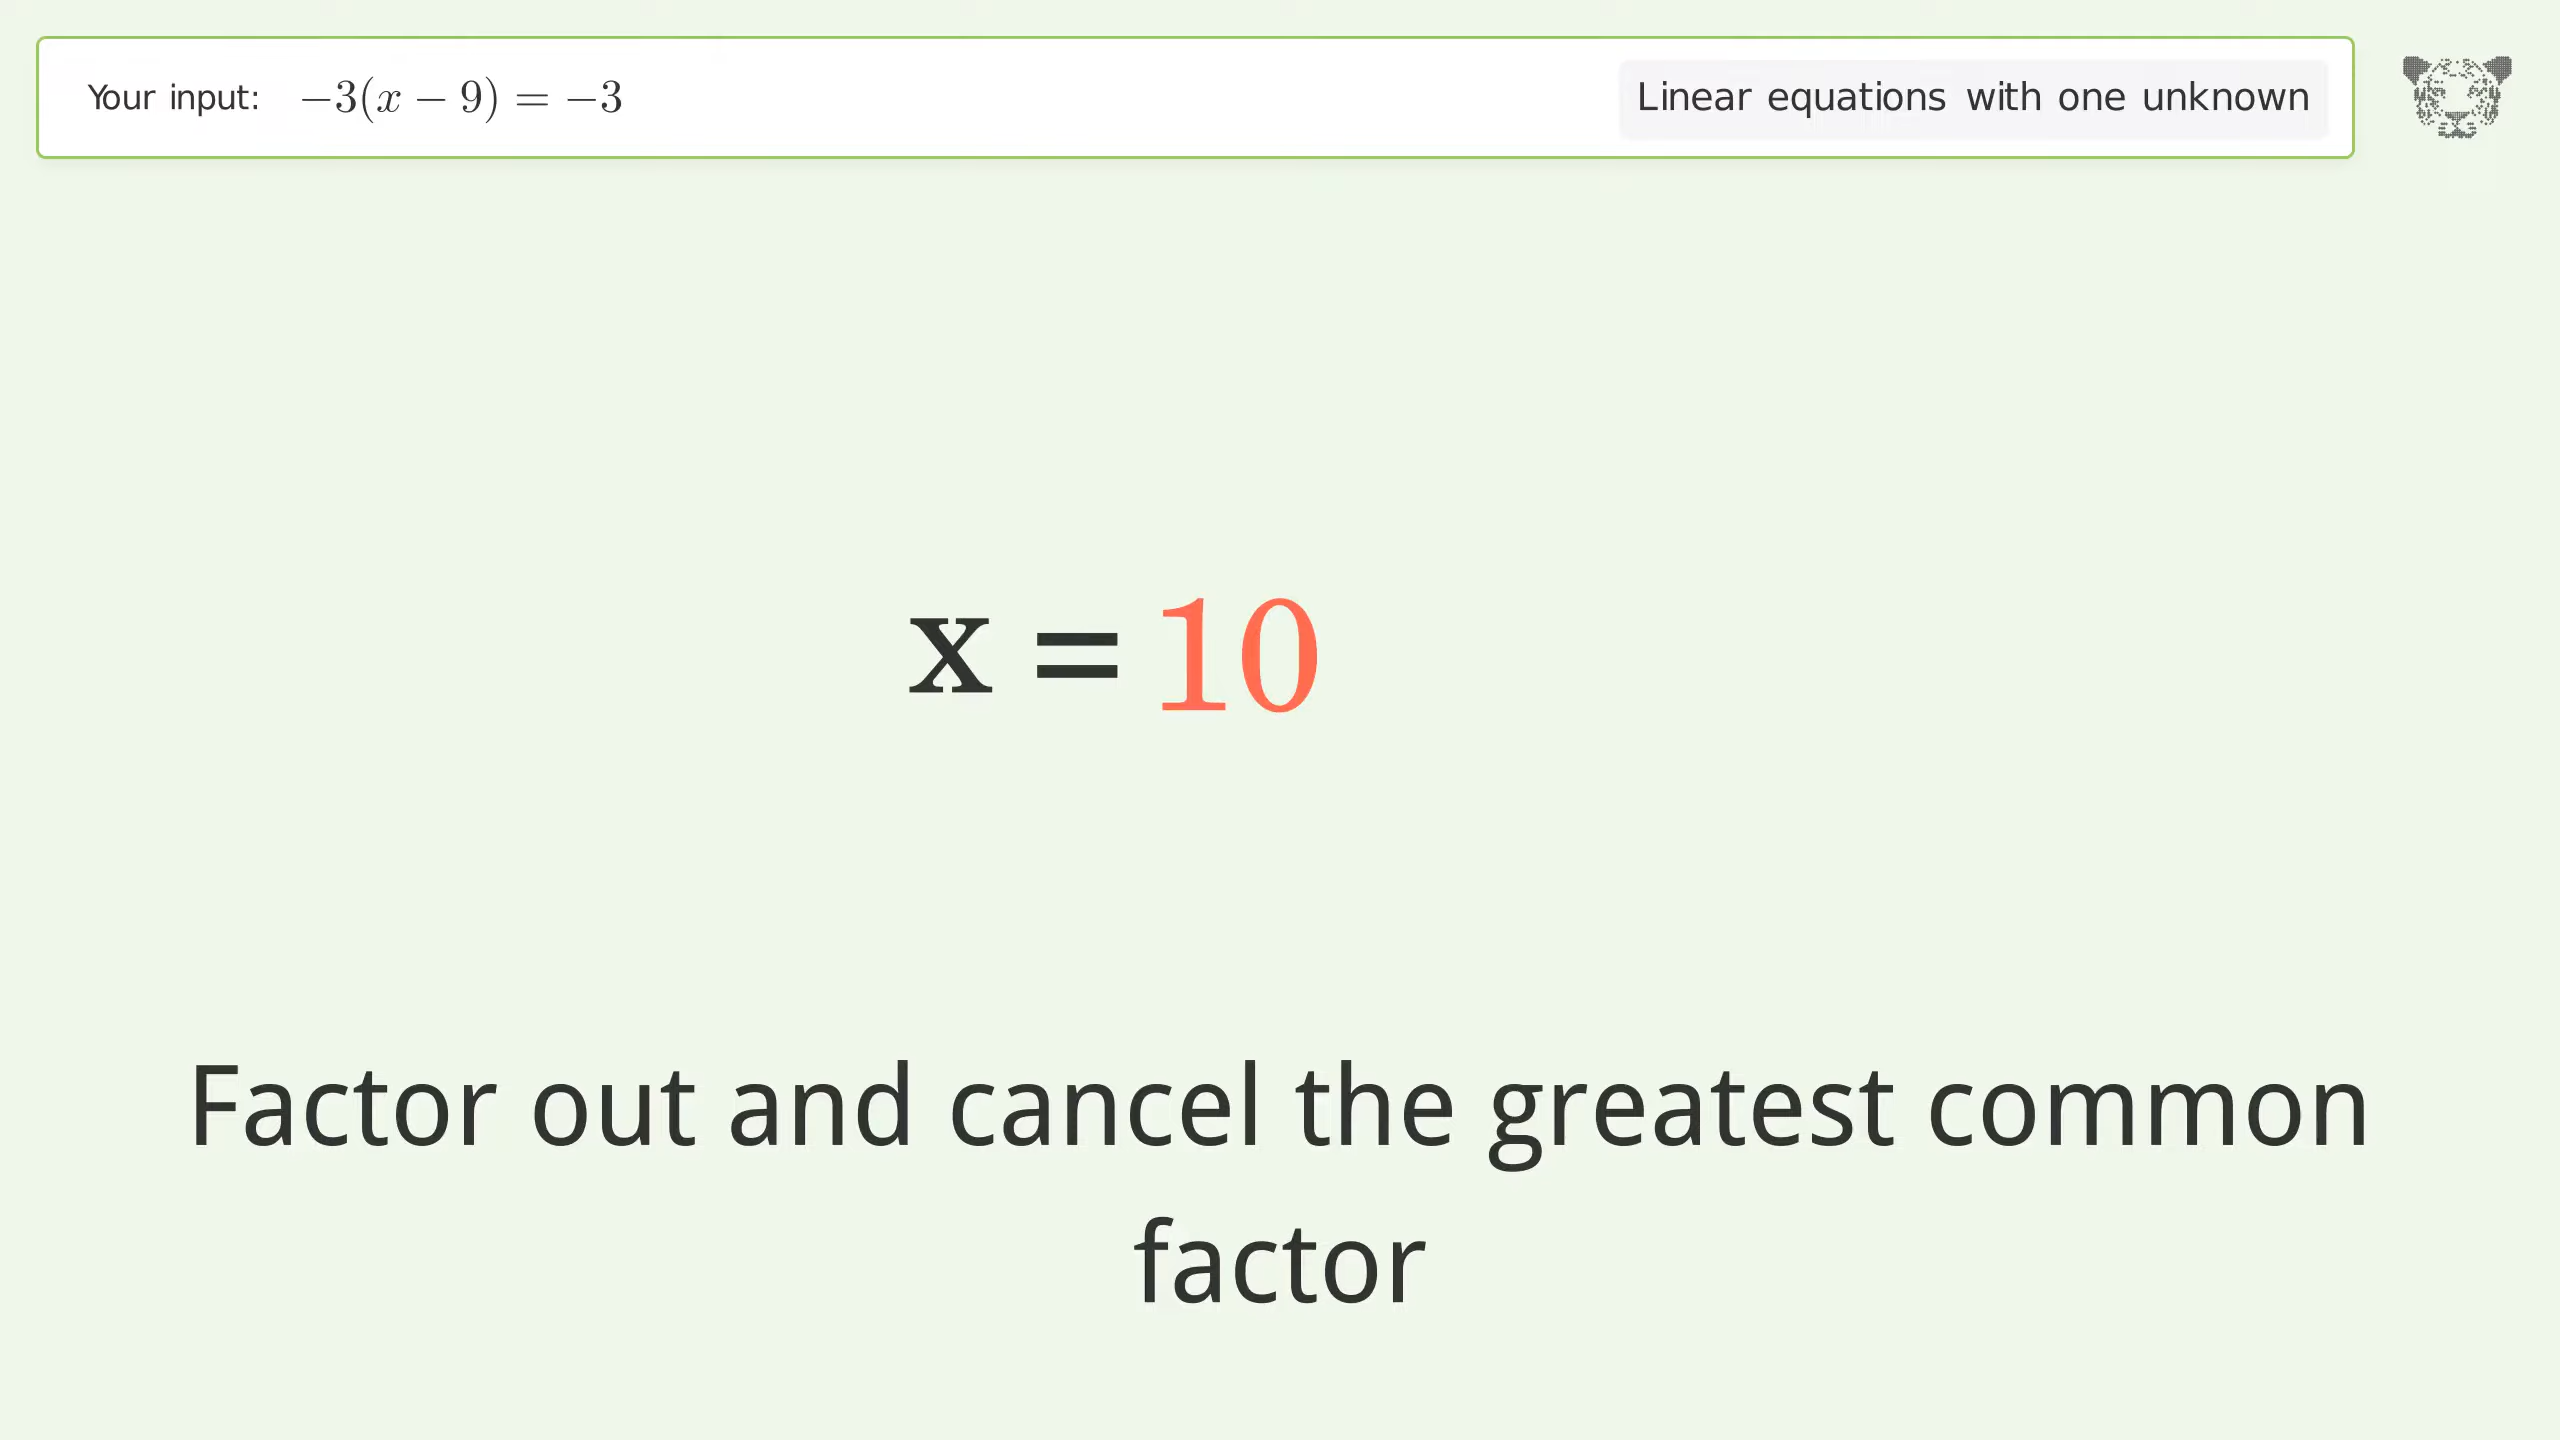 Your input: −3(x − 9) = −3
Linear equations with one unknown
x = 10
Factor out and cancel the greatest common
factor